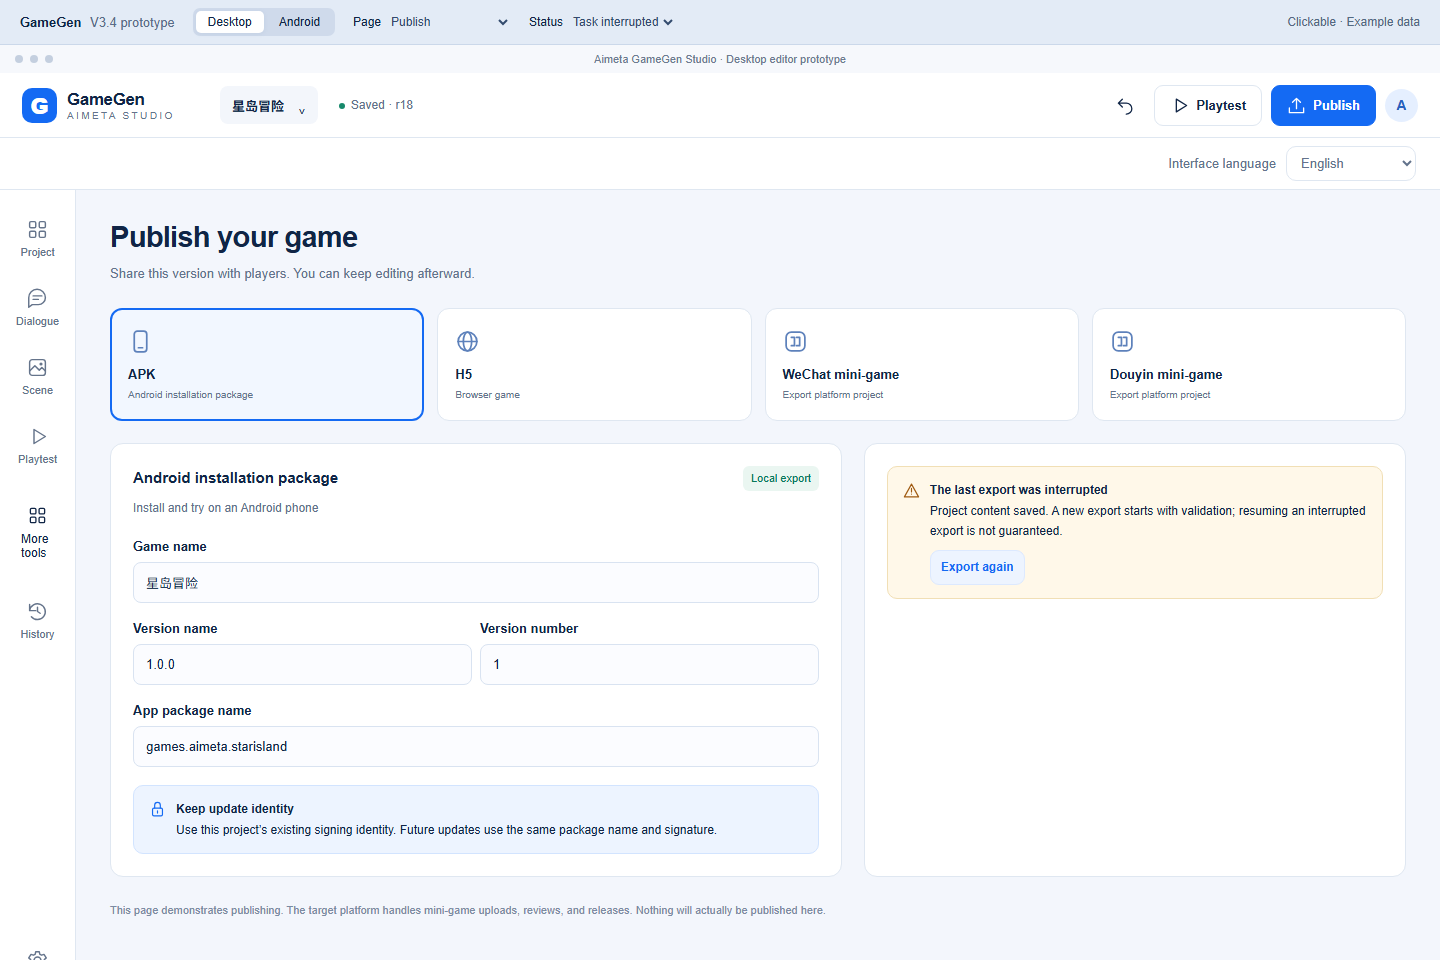 GameGen V3.4 prototype Desktop Android Page Publish Status Task interrupted Clickable · Example data
Aimeta GameGen Studio · Desktop editor prototype
G GameGen
AIMETA STUDIO
星岛冒险
Saved · r18
Playtest
Publish
A
Interface language English
Project
Dialogue
Scene
Playtest
More
tools
History
Publish your game
Share this version with players. You can keep editing afterward.
APK
Android installation package
H5
Browser game
WeChat mini-game
Export platform project
Douyin mini-game
Export platform project
Android installation package
Local export
Install and try on an Android phone
Game name
星岛冒险
Version name
1.0.0
Version number
1
App package name
games.aimeta.starisland
Keep update identity
Use this project's existing signing identity. Future updates use the same package name and signature.
The last export was interrupted
Project content saved. A new export starts with validation; resuming an interrupted
export is not guaranteed.
Export again
This page demonstrates publishing. The target platform handles mini-game uploads, reviews, and releases. Nothing will actually be published here.